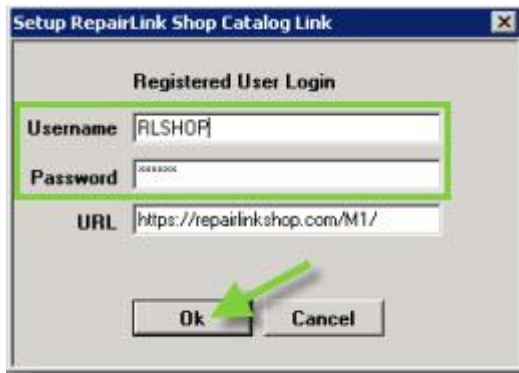 Setup RepairLink Shop Catalog Link
Registered User Login
Username RLSHOP
Password *******
URL https://repairlinkshop.com/M1/
Ok Cancel